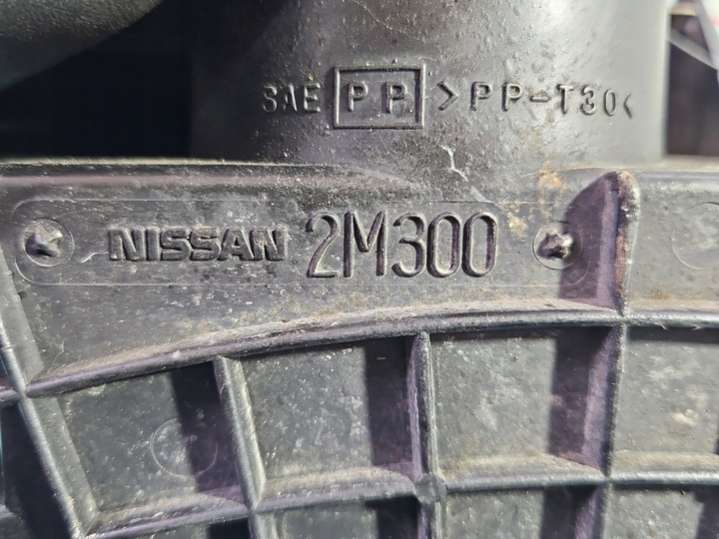 SAE PP >PP-T30<
NISSAN 2M300